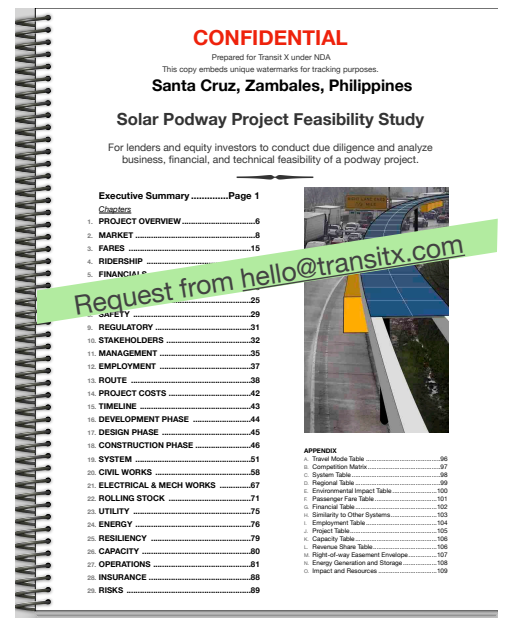 CONFIDENTIAL
Prepared for Transit X under NDA
This copy embeds unique watermarks for tracking purposes.
Santa Cruz, Zambales, Philippines
Solar Podway Project Feasibility Study
For lenders and equity investors to conduct due diligence and analyze
business, financial, and technical feasibility of a podway project.
Executive Summary .............Page 1
Chapters
1. PROJECT OVERVIEW...................................6
2. MARKET ..................................................8
3. FARES ...................................................15
4. RIDERSHIP
5. FINANCIALS
Request from hello@transitx.com
25
8. SAFETY ..................................................29
9. REGULATORY ...........................................31
10. STAKEHOLDERS .......................................32
11. MANAGEMENT .........................................35
12. EMPLOYMENT ..........................................37
13. ROUTE ...................................................38
14. PROJECT COSTS ......................................42
15. TIMELINE ................................................43
16. DEVELOPMENT PHASE ..............................44
17. DESIGN PHASE ........................................45
18. CONSTRUCTION PHASE .............................46
19. SYSTEM .................................................51
20. CIVIL WORKS ..........................................58
21. ELECTRICAL & MECH WORKS ....................67
22. ROLLING STOCK ......................................71
23. UTILITY ..................................................75
24. ENERGY .................................................76
25. RESILIENCY ............................................79
26. CAPACITY ...............................................80
27. OPERATIONS ...........................................81
28. INSURANCE .............................................88
29. RISKS ....................................................89
APPENDIX
A. Travel Mode Table ....................................96
B. Competition Matrix....................................97
C. System Table ..........................................98
D. Regional Table ........................................99
E. Environmental Impact Table .....................100
F. Passenger Fare Table ..............................101
G. Financial Table .......................................102
H. Similarity to Other Systems......................103
I. Employment Table ...................................104
J. Project Table ..........................................105
K. Capacity Table ........................................106
L. Revenue Share Table...............................106
M. Right-of-way Easement Envelope..............107
N. Energy Generation and Storage................108
O. Impact and Resources .............................109